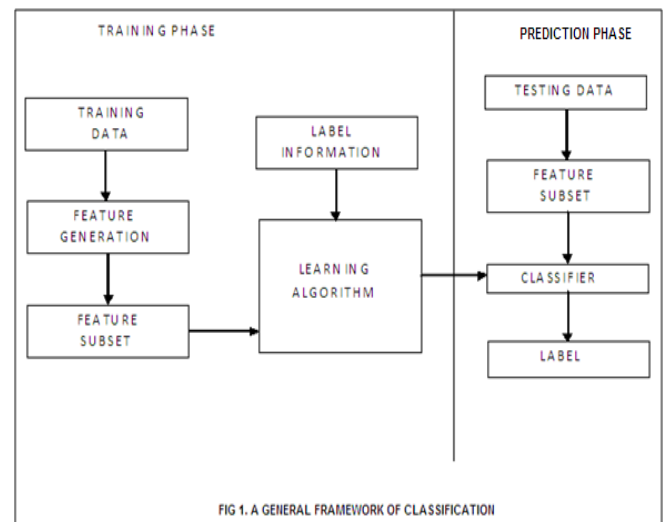 TRAINING PHASE
TRAINING
DATA
FEATURE
GENERATION
FEATURE
SUBSET
LABEL
INFORMATION
LEARNING
ALGORITHM
PREDICTION PHASE
TESTING DATA
FEATURE
SUBSET
CLASSIFIER
LABEL
FIG 1. A GENERAL FRAMEWORK OF CLASSIFICATION